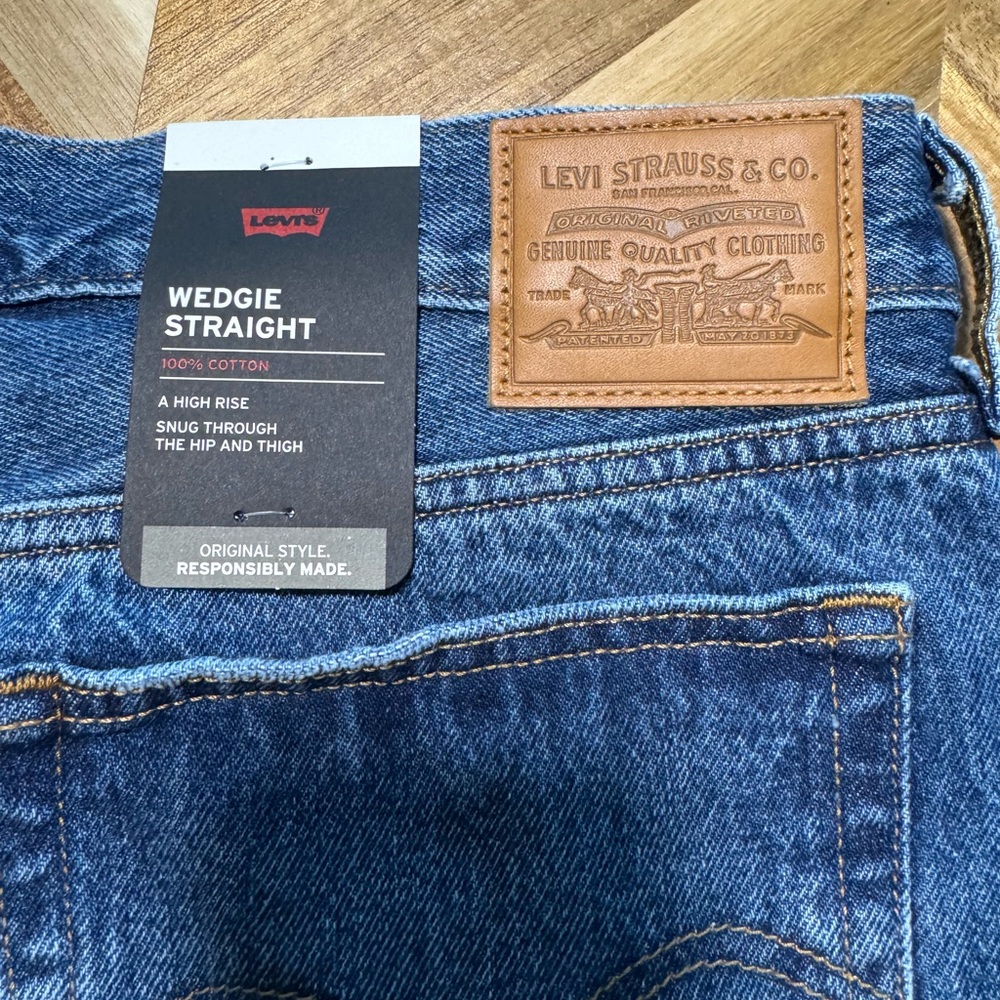 Levi's®
WEDGIE
STRAIGHT
100% COTTON
A HIGH RISE
SNUG THROUGH
THE HIP AND THIGH
ORIGINAL STYLE.
RESPONSIBLY MADE.
LEVI STRAUSS & CO.
SAN FRANCISCO, CAL.
ORIGINAL RIVETED
GENUINE QUALITY CLOTHING
TRADE MARK
PATENTED MAY 20 1873